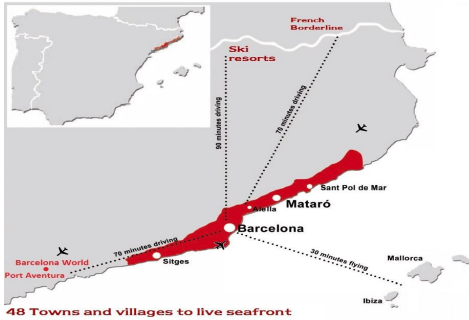 French
Borderline
Ski
resorts
90 minutes driving
70 minutes driving
Sant Pol de Mar
Mataró
Alella
Barcelona
70 minutes driving
30 minutes flying
Barcelona World
Port Aventura
Sitges
Mallorca
Ibiza
48 Towns and villages to live seafront